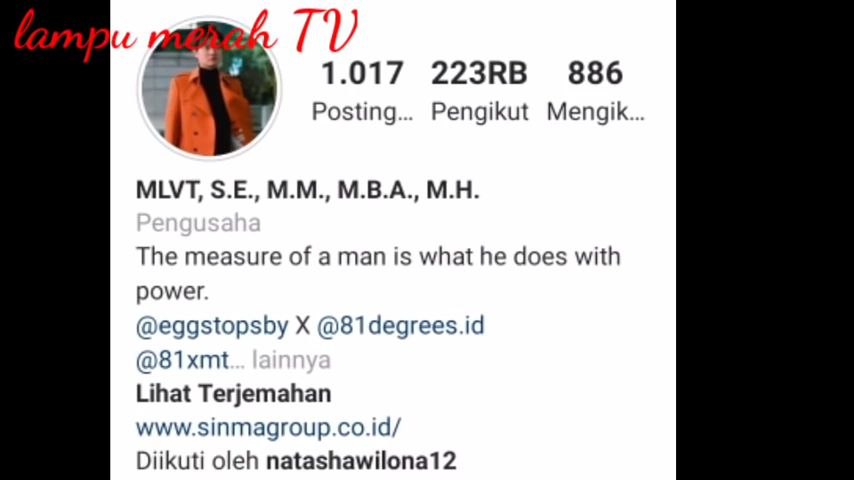 lampu merah TV
1.017 223RB 886
Posting... Pengikut Mengik...
MLVT, S.E., M.M., M.B.A., M.H.
Pengusaha
The measure of a man is what he does with
power.
@eggstopsby X @81degrees.id
@81xmt... lainnya
Lihat Terjemahan
www.sinmagroup.co.id/
Diikuti oleh natashawilona12